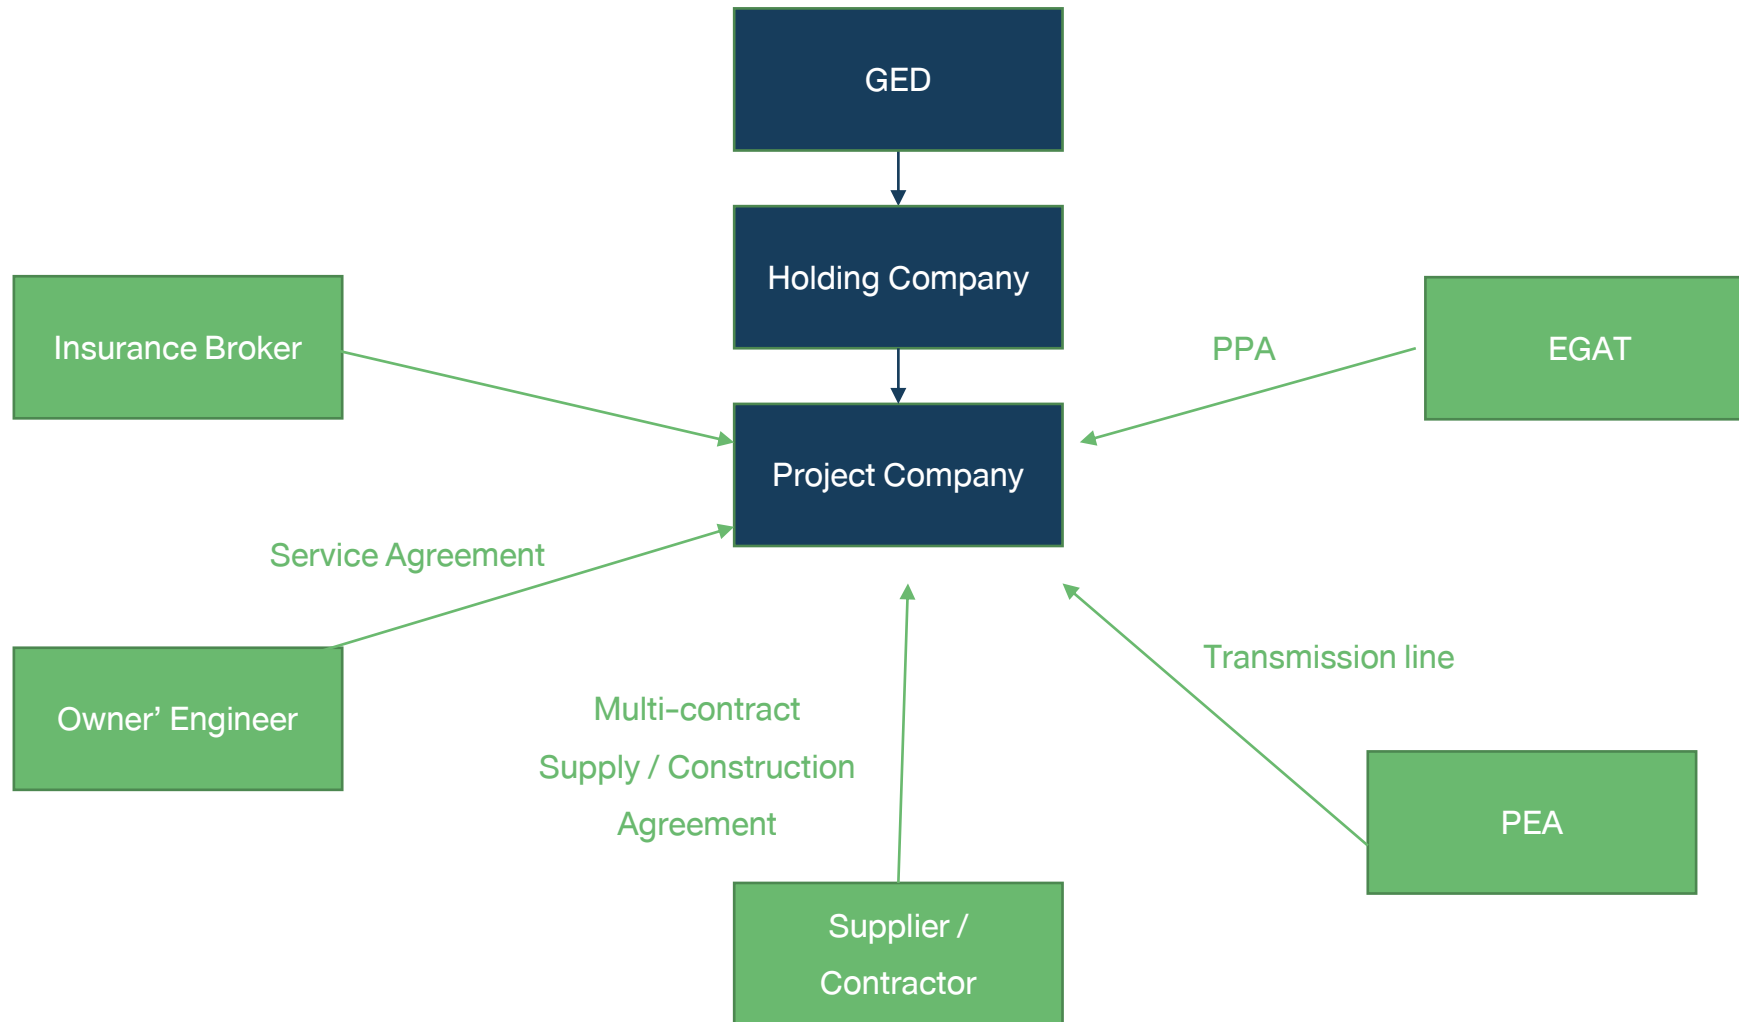 GED
Holding Company
Insurance Broker
PPA
EGAT
Project Company
Service Agreement
Transmission line
Owner’ Engineer
Multi-contract
Supply / Construction
Agreement
PEA
Supplier /
Contractor